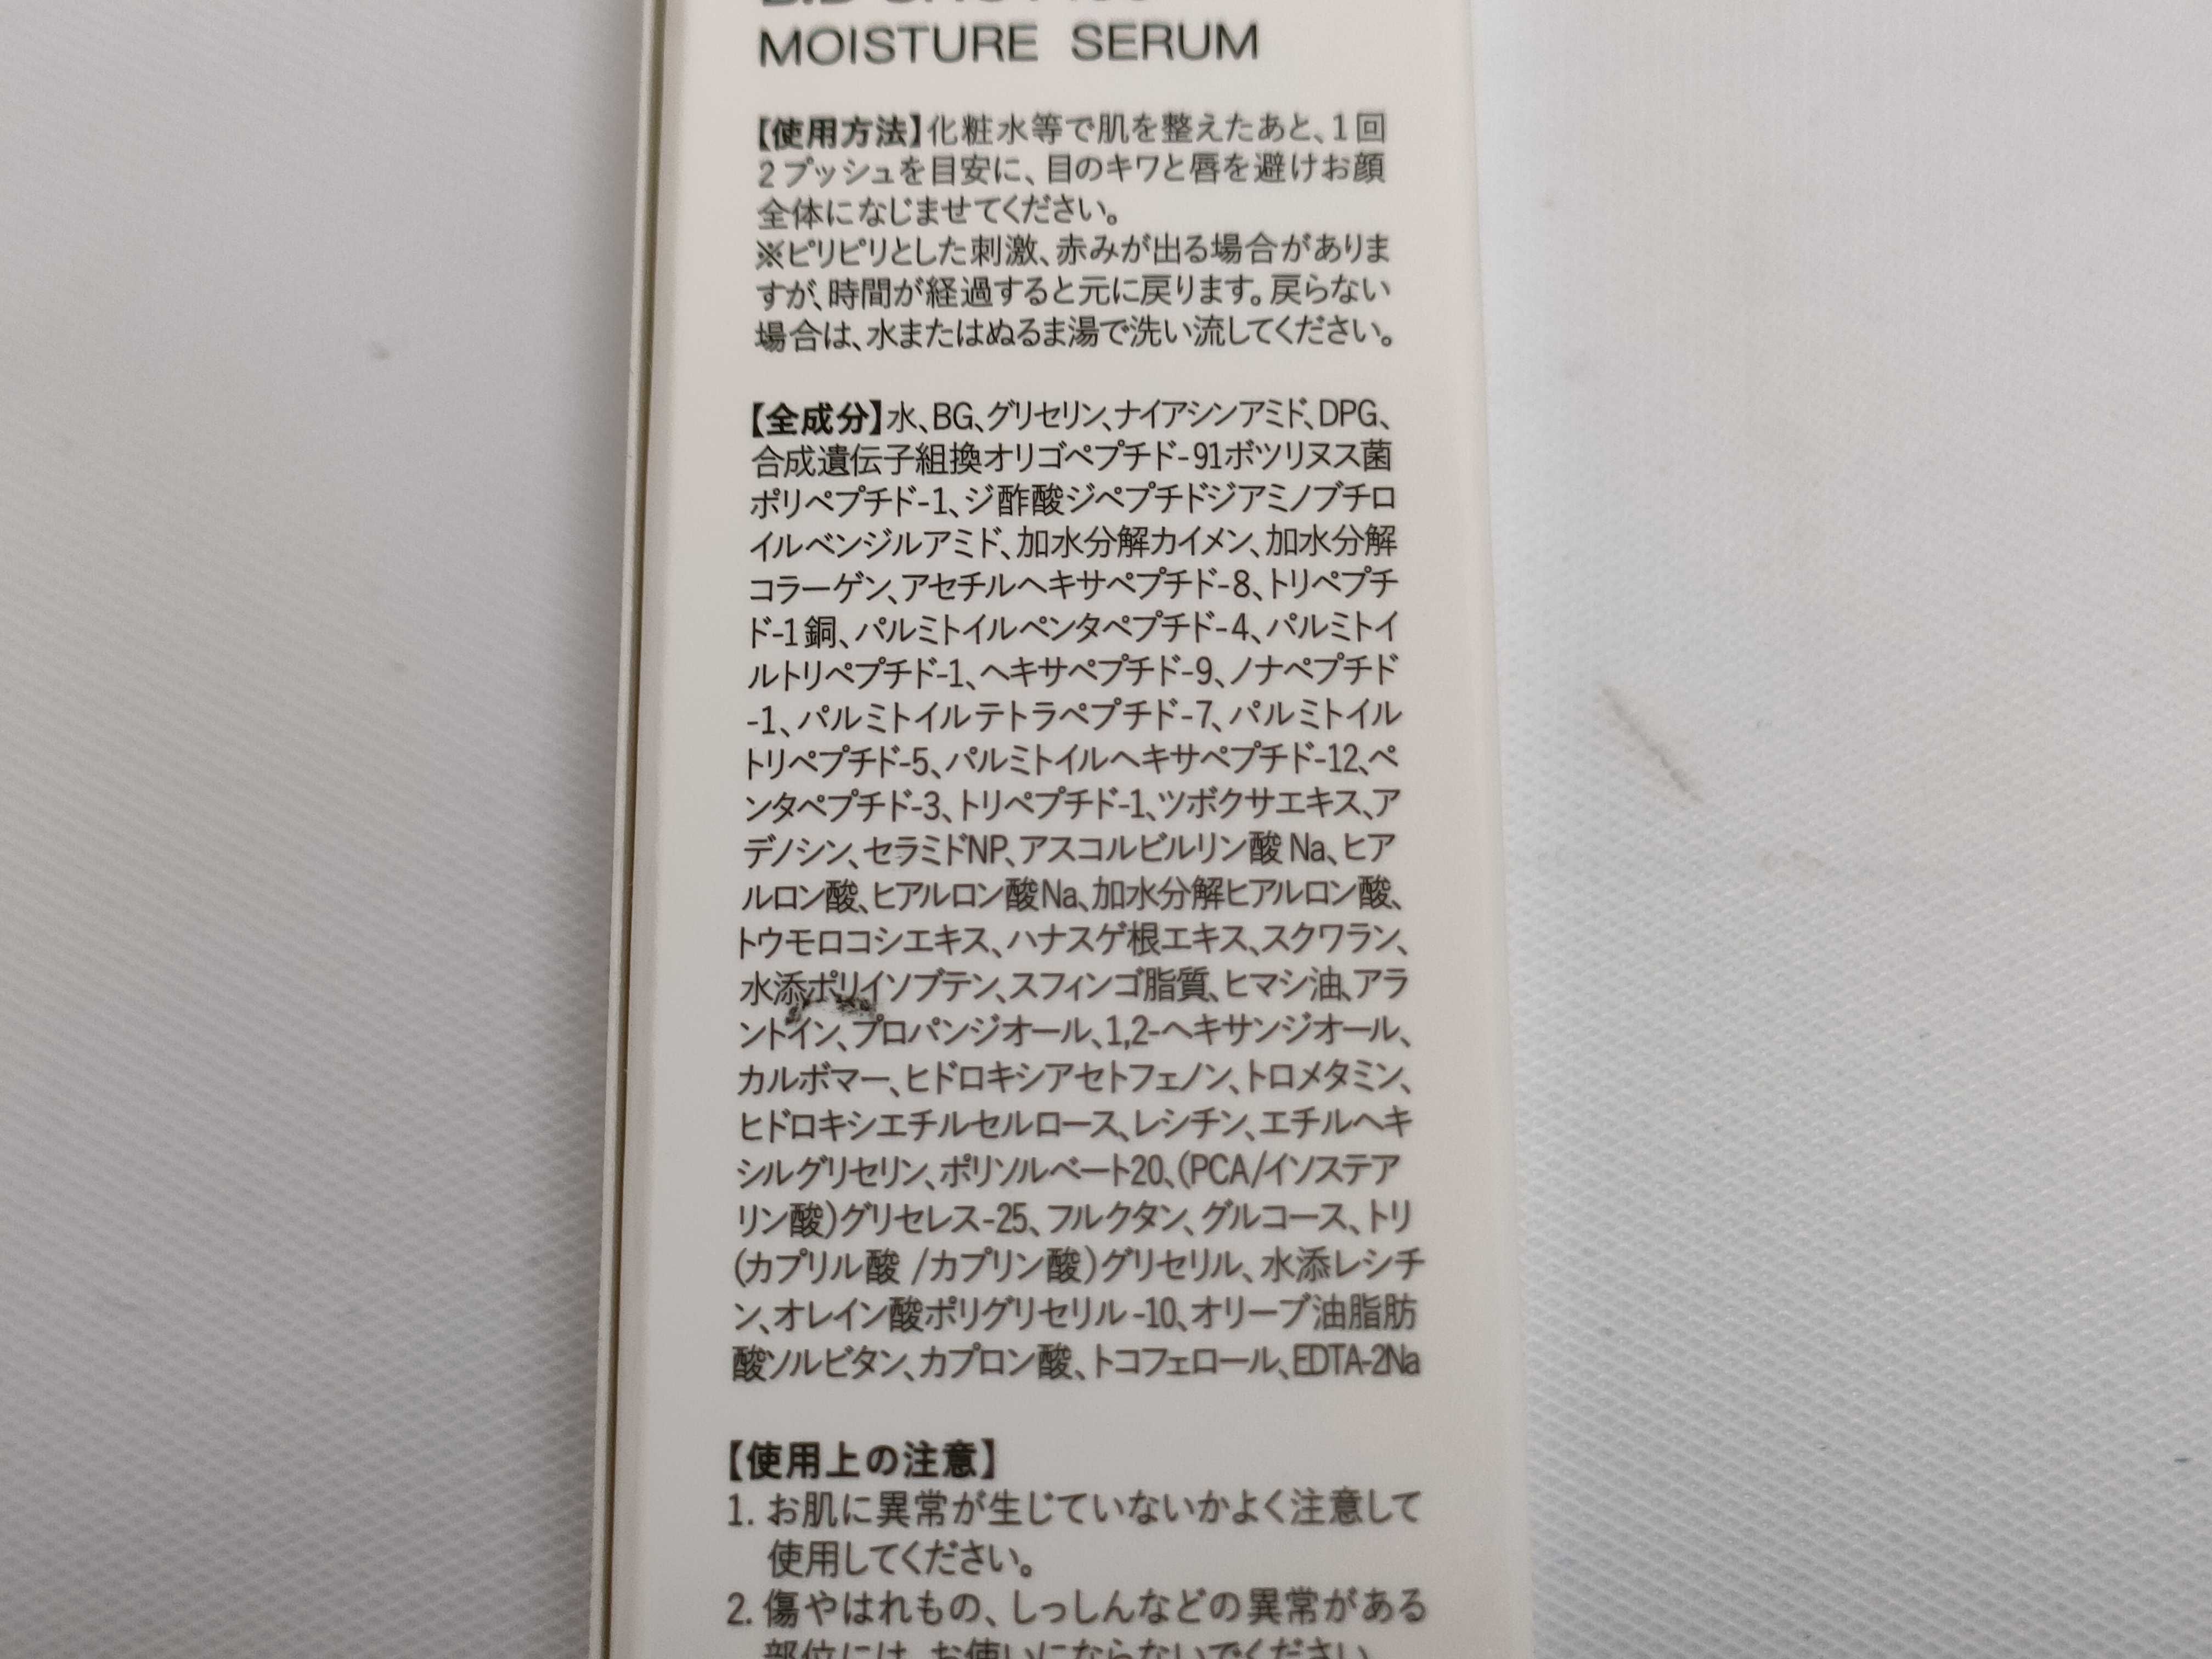 MOISTURE SERUM
【使用方法】化粧水等で肌を整えたあと、1回
2プッシュを目安に、目のキワと唇を避けお顔
全体になじませてください。
※ピリピリとした刺激、赤みが出る場合がありま
すが、時間が経過すると元に戻ります。戻らない
場合は、水またはぬるま湯で洗い流してください。
【全成分】水、BG、グリセリン、ナイアシンアミド、DPG、
合成遺伝子組換オリゴペプチド-91ボツリヌス菌
ポリペプチド-1、ジ酢酸ジペプチドジアミノブチロ
イルベンジルアミド、加水分解カイメン、加水分解
コラーゲン、アセチルヘキサペプチド-8、トリペプチ
ド-1銅、パルミトイルペンタペプチド-4、パルミトイ
ルトリペプチド-1、ヘキサペプチド-9、ノナペプチド
-1、パルミトイルテトラペプチド-7、パルミトイル
トリペプチド-5、パルミトイルヘキサペプチド-12、ペ
ンタペプチド-3、トリペプチド-1、ツボクサエキス、ア
デノシン、セラミドNP、アスコルビルリン酸Na、ヒア
ルロン酸、ヒアルロン酸Na、加水分解ヒアルロン酸、
トウモロコシエキス、ハナスゲ根エキス、スクワラン、
水添ポリイソブテン、スフィンゴ脂質、ヒマシ油、アラ
ントイン、プロパンジオール、1,2-ヘキサンジオール、
カルボマー、ヒドロキシアセトフェノン、トロメタミン、
ヒドロキシエチルセルロース、レシチン、エチルヘキ
シルグリセリン、ポリソルベート20、(PCA/イソステア
リン酸)グリセレス-25、フルクタン、グルコース、トリ
(カプリル酸 /カプリン酸)グリセリル、水添レシチ
ン、オレイン酸ポリグリセリル-10、オリーブ油脂肪
酸ソルビタン、カプロン酸、トコフェロール、EDTA-2Na
【使用上の注意】
1. お肌に異常が生じていないかよく注意して
使用してください。
2. 傷やはれもの、しっしんなどの異常がある
部位には、お使いにならないでください。